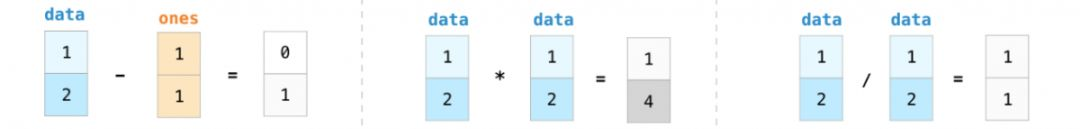 data ones data data data data
1 - 1 = 0 1 * 1 = 1 1 / 1 = 1
2 1 1 2 2 4 2 2 1